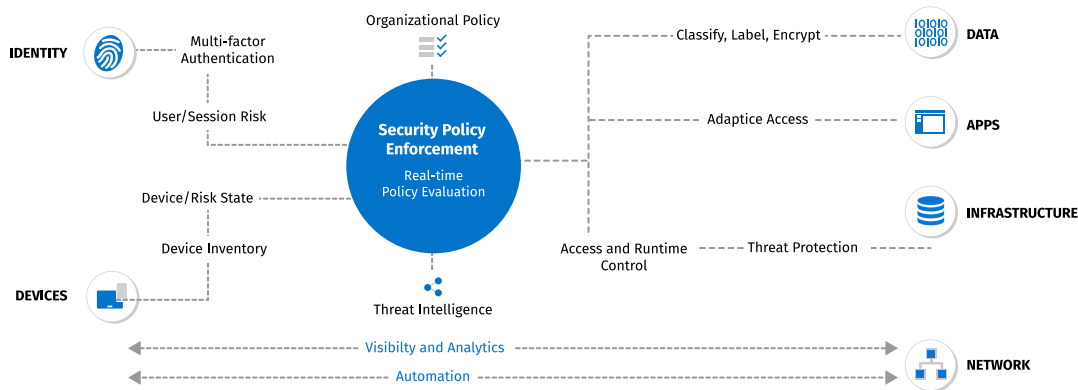 Organizational Policy
IDENTITY
Multi-factor
Authentication
Classify, Label, Encrypt
DATA
User/Session Risk
Security Policy
Enforcement
Real-time
Policy Evaluation
Adaptice Access
APPS
Device/Risk State
Device Inventory
Access and Runtime
Control
Threat Protection
INFRASTRUCTURE
DEVICES
Threat Intelligence
Visibilty and Analytics
Automation
NETWORK